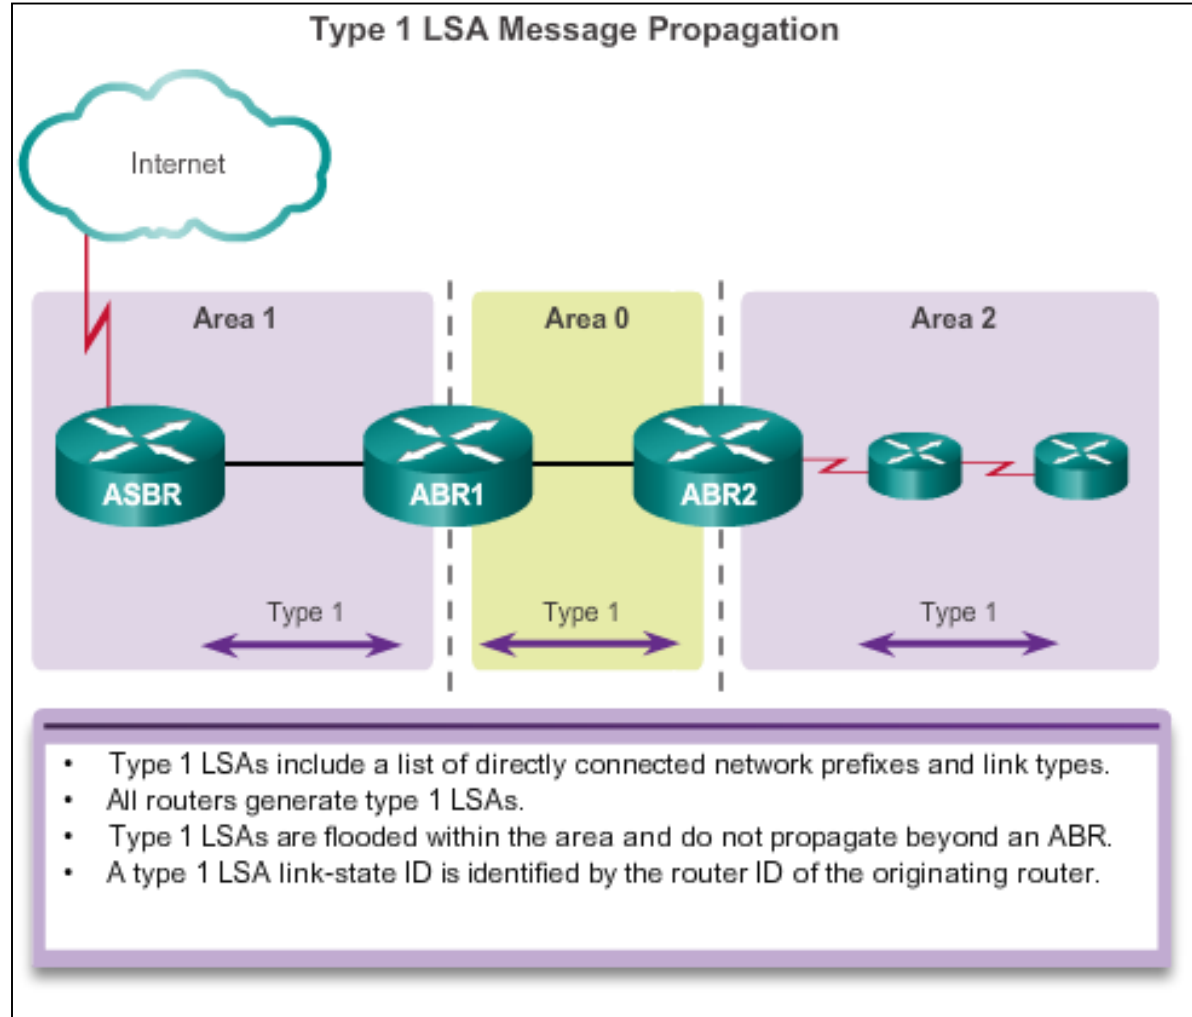 Type 1 LSA Message Propagation
Internet
Area 1
Area 0
Area 2
ASBR
ABR1
ABR2
Type 1
Type 1
Type 1
• Type 1 LSAs include a list of directly connected network prefixes and link types.
• All routers generate type 1 LSAs.
• Type 1 LSAs are flooded within the area and do not propagate beyond an ABR.
• A type 1 LSA link-state ID is identified by the router ID of the originating router.